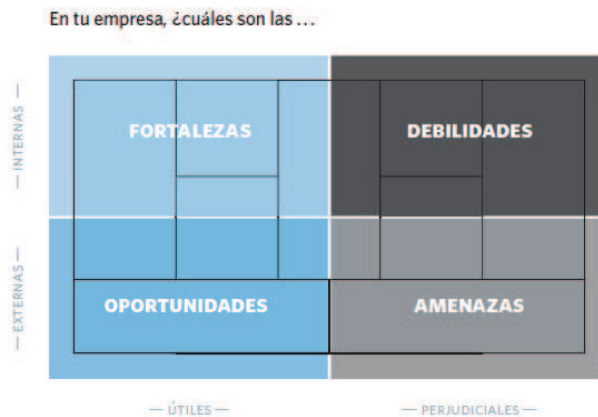 En tu empresa, ¿cuáles son las ...
— INTERNAS —
FORTALEZAS
DEBILIDADES
— EXTERNAS —
OPORTUNIDADES
AMENAZAS
— ÚTILES —
— PERJUDICIALES —